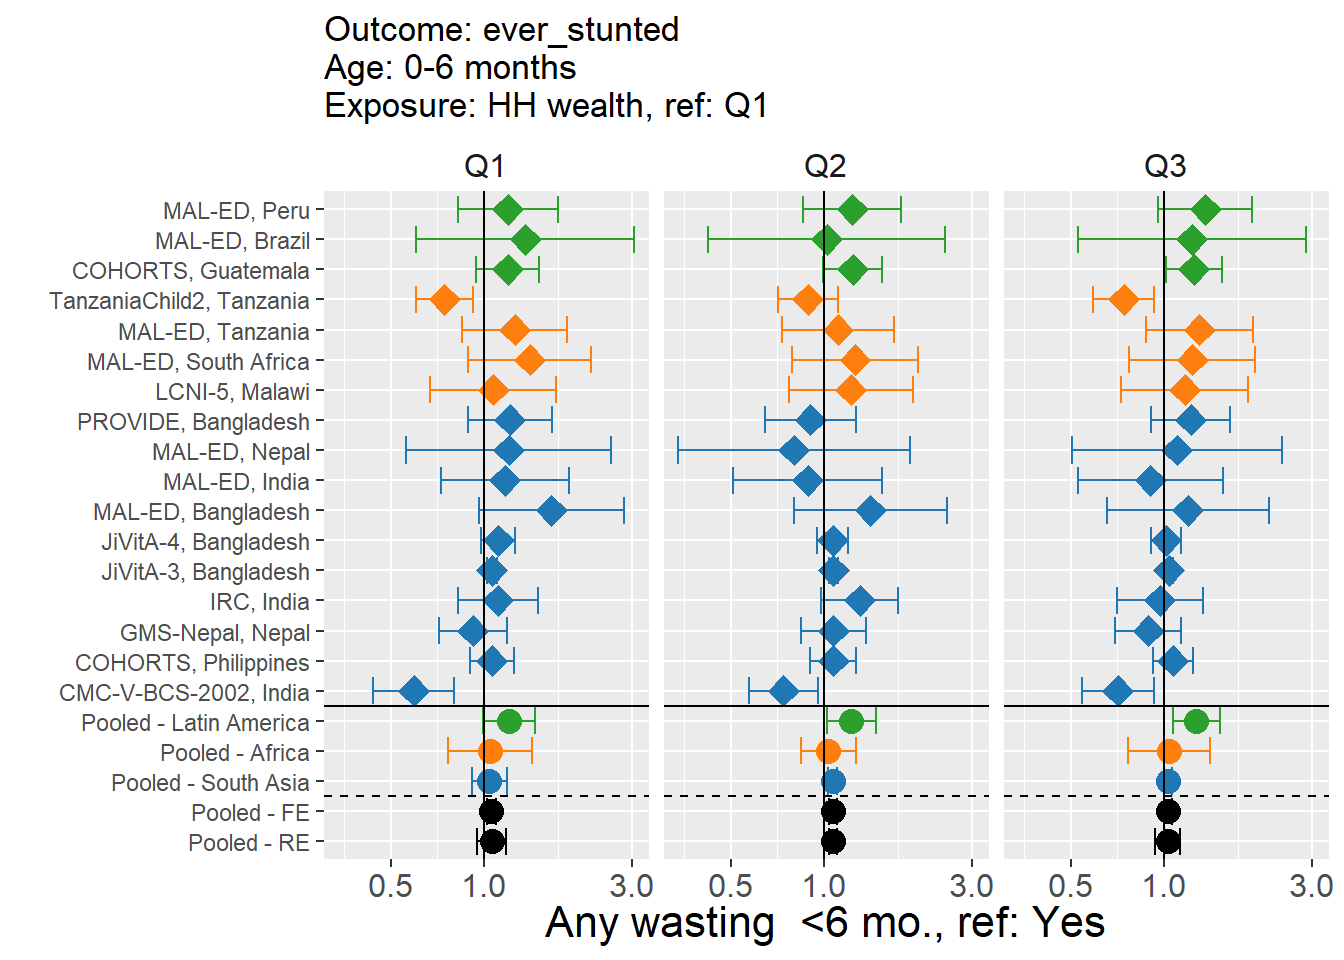 Outcome: ever_stunted
Age: 0-6 months
Exposure: HH wealth, ref: Q1
Q1 Q2 Q3
MAL-ED, Peru
MAL-ED, Brazil
COHORTS, Guatemala
TanzaniaChild2, Tanzania
MAL-ED, Tanzania
MAL-ED, South Africa
LCNI-5, Malawi
PROVIDE, Bangladesh
MAL-ED, Nepal
MAL-ED, India
MAL-ED, Bangladesh
JiVitA-4, Bangladesh
JiVitA-3, Bangladesh
IRC, India
GMS-Nepal, Nepal
COHORTS, Philippines
CMC-V-BCS-2002, India
Pooled - Latin America
Pooled - Africa
Pooled - South Asia
Pooled - FE
Pooled - RE
0.5 1.0 3.0 0.5 1.0 3.0 0.5 1.0 3.0
Any wasting  <6 mo., ref: Yes